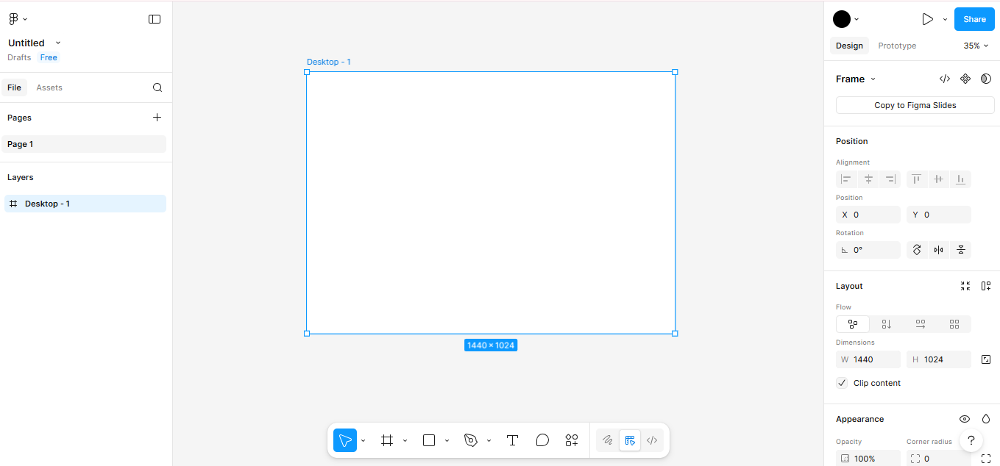 Untitled
Drafts Free
File Assets
Pages
Page 1
Layers
Desktop - 1
Desktop - 1
1440 × 1024
Share
Design Prototype 35%
Frame
Copy to Figma Slides
Position
Alignment
Position
X 0 Y 0
Rotation
0°
Layout
Flow
Dimensions
W 1440 H 1024
Clip content
Appearance
Opacity Corner radius
100% 0
?